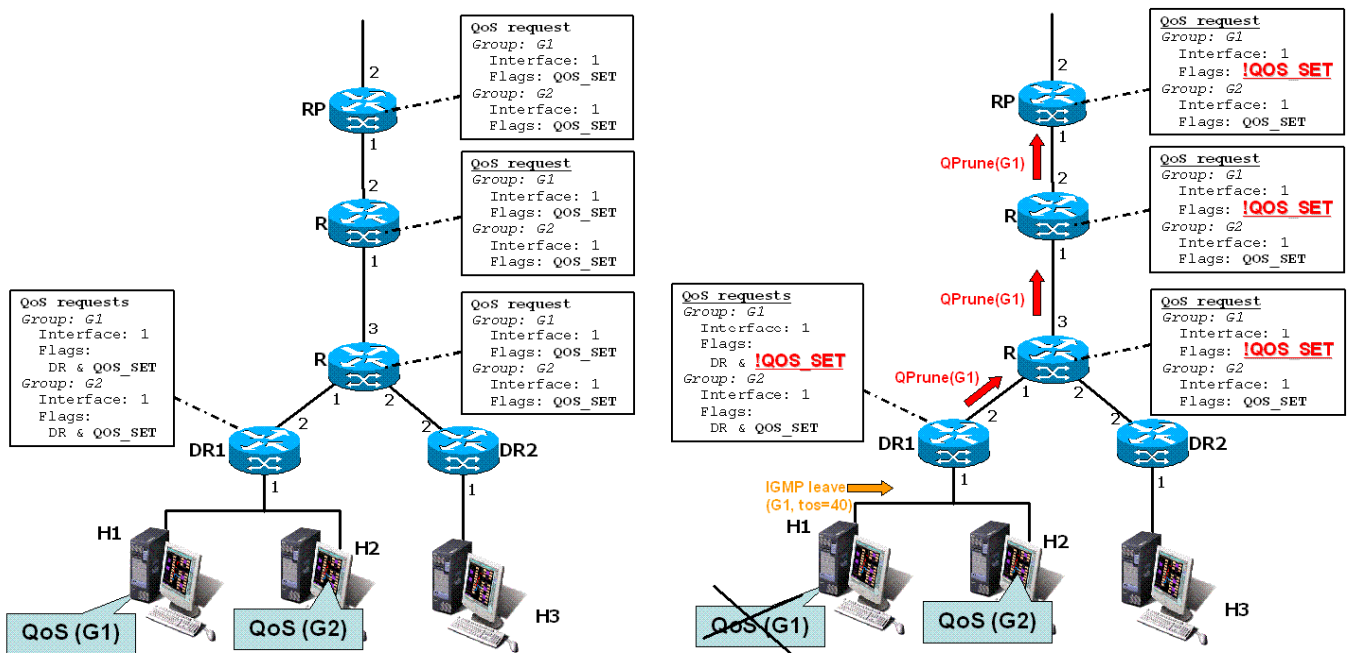 QoS request
Group: G1
Interface: 1
Flags: QOS_SET
Group: G2
Interface: 1
Flags: QOS_SET
2
RP
1
QoS request
Group: G1
Interface: 1
Flags: QOS_SET
Group: G2
Interface: 1
Flags: QOS_SET
2
R
1
QoS requests
Group: G1
Interface: 1
Flags:
DR & QOS_SET
Group: G2
Interface: 1
Flags:
DR & QOS_SET
QoS request
Group: G1
Interface: 1
Flags: QOS_SET
Group: G2
Interface: 1
Flags: QOS_SET
3
R
1
2
2
2
DR1
DR2
1
1
H1
H2
H3
QoS (G1)
QoS (G2)
QoS request
Group: G1
Interface: 1
Flags: !QOS_SET
Group: G2
Interface: 1
Flags: QOS_SET
2
RP
1
QPrune(G1)
QoS request
Group: G1
Interface: 1
Flags: !QOS_SET
Group: G2
Interface: 1
Flags: QOS_SET
2
R
1
QPrune(G1)
QoS requests
Group: G1
Interface: 1
Flags:
DR & !QOS_SET
Group: G2
Interface: 1
Flags:
DR & QOS_SET
QoS request
Group: G1
Interface: 1
Flags: !QOS_SET
Group: G2
Interface: 1
Flags: QOS_SET
3
R
QPrune(G1)
1
2
2
2
DR1
DR2
1
1
IGMP leave
(G1, tos=40)
H1
H2
H3
QoS (G1)
QoS (G2)